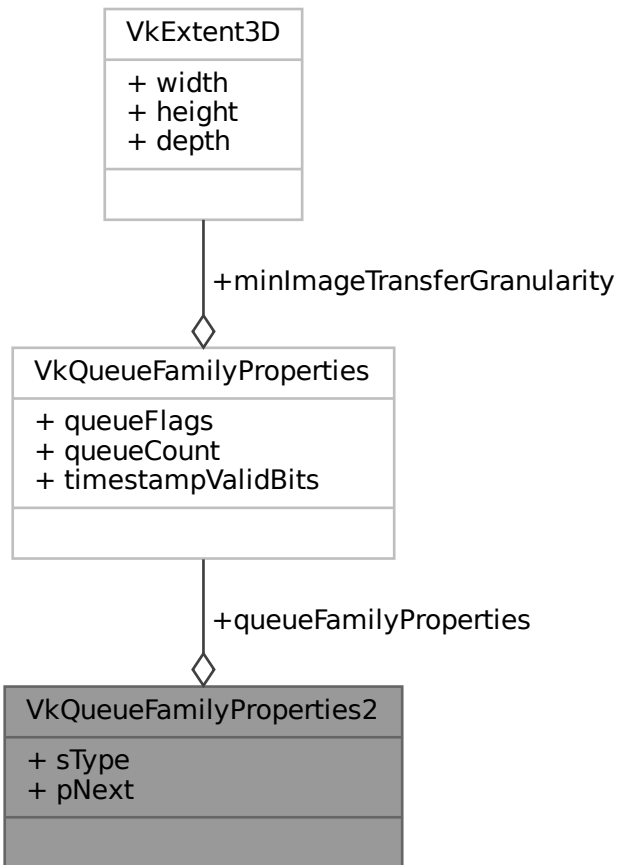 VkExtent3D
+ width
+ height
+ depth
+minImageTransferGranularity
VkQueueFamilyProperties
+ queueFlags
+ queueCount
+ timestampValidBits
+queueFamilyProperties
VkQueueFamilyProperties2
+ sType
+ pNext